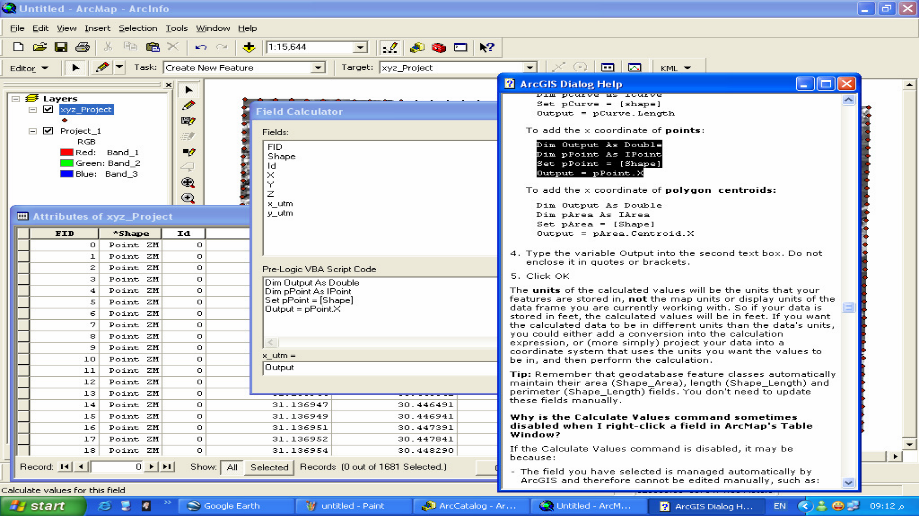 Untitled - ArcMap - ArcInfo
File Edit View Insert Selection Tools Window Help
1:15,644
Editor Task: Create New Feature Target: xyz_Project KML
Layers
xyz_Project
Project_1
RGB
Red: Band_1
Green: Band_2
Blue: Band_3
Attributes of xyz_Project
FID *Shape Id
0 Point ZM 0
1 Point ZM 0
2 Point ZM 0
3 Point ZM 0
4 Point ZM 0
5 Point ZM 0
6 Point ZM 0
7 Point ZM 0
8 Point ZM 0
9 Point ZM 0
10 Point ZM 0
11 Point ZM 0
12 Point ZM 0
13 Point ZM 0
14 Point ZM 0 31.136947 30.446491
15 Point ZM 0 31.136949 30.446941
16 Point ZM 0 31.136951 30.447391
17 Point ZM 0 31.136952 30.447841
18 Point ZM 0 31.136954 30.448290
Record: 0 Show: All Selected Records (0 out of 1681 Selected.)
Calculate values for this field
Field Calculator
Fields:
FID
Shape
Id
X
Y
Z
x_utm
y_utm
Pre-Logic VBA Script Code
Dim Output As Double
Dim pPoint As IPoint
Set pPoint = [Shape]
Output = pPoint.X
x_utm =
Output
ArcGIS Dialog Help
Dim pCurve as ICurve
Set pCurve = [shape]
Output = pCurve.Length
To add the x coordinate of points:
Dim Output As Double
Dim pPoint As IPoint
Set pPoint = [Shape]
Output = pPoint.X
To add the x coordinate of polygon centroids:
Dim Output As Double
Dim pArea As IArea
Set pArea = [Shape]
Output = pArea.Centroid.X
4. Type the variable Output into the second text box. Do not
enclose it in quotes or brackets.
5. Click OK
The units of the calculated values will be the units that your
features are stored in, not the map units or display units of the
data frame you are currently working with. So if your data is
stored in feet, the calculated values will be in feet. If you want
the calculated data to be in different units than the data's units,
you could either add a conversion into the calculation
expression, or (more simply) project your data into a
coordinate system that uses the units you want the values to
be in, and then perform the calculation.
Tip: Remember that geodatabase feature classes automatically
maintain their area (Shape_Area), length (Shape_Length) and
perimeter (Shape_Length) fields. You don't need to update
these fields manually.
Why is the Calculate Values command sometimes
disabled when I right-click a field in ArcMap's Table
Window?
If the Calculate Values command is disabled, it may be
because:
- The field you have selected is managed automatically by
ArcGIS and therefore cannot be edited manually, such as:
start Google Earth untitled - Paint ArcCatalog - Arc... Untitled - ArcM... ArcGIS Dialog H... EN 09:12 م